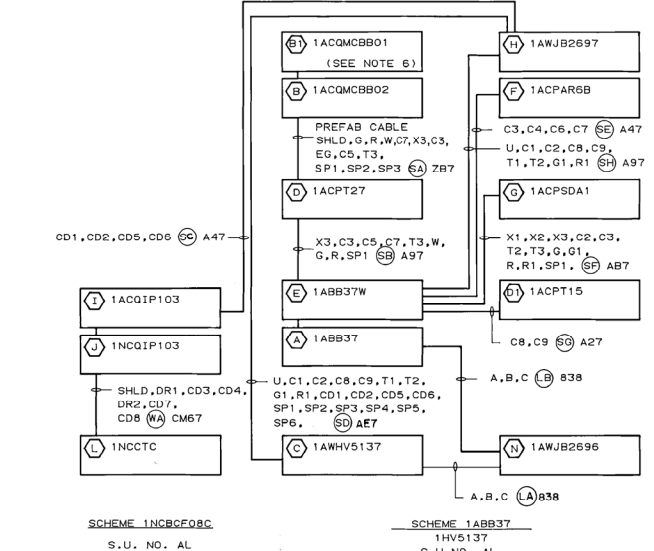 B1 1ACQMCBB01
(SEE NOTE 6)
H 1AWJB2697
B 1ACQMCBB02
F 1ACPAR6B
PREFAB CABLE
SHLD,G,R,W,C7,X3,C3,
EG,C5,T3,
SP1,SP2,SP3 SA ZB7
C3,C4,C6,C7 SE A47
U,C1,C2,C8,C9,
T1,T2,G1,R1 SH A97
D 1ACPT27
G 1ACPSDA1
CD1,CD2,CD5,CD6 SC A47
X3,C3,C5,C7,T3,W,
G,R,SP1 SB A97
X1,X2,X3,C2,C3,
T2,T3,G,G1,
R,R1,SP1. SF AB7
I 1ACQIP103
E 1ABB37W
D1 1ACPT15
J 1NCQIP103
A 1ABB37
C8,C9 SG A27
SHLD,DR1,CD3,CD4,
DR2,CD7,
CD8 WA CM67
U,C1,C2,C8,C9,T1,T2,
G1,R1,CD1,CD2,CD5,CD6,
SP1,SP2,SP3,SP4,SP5,
SP6. SD AE7
A,B,C LB 838
L 1NCCTC
C 1AWHV5137
N 1AWJB2696
A,B,C LA 838
SCHEME 1NCBCF08C
S.U. NO. AL
SCHEME 1ABB37
1HV5137
S.U. NO. AL